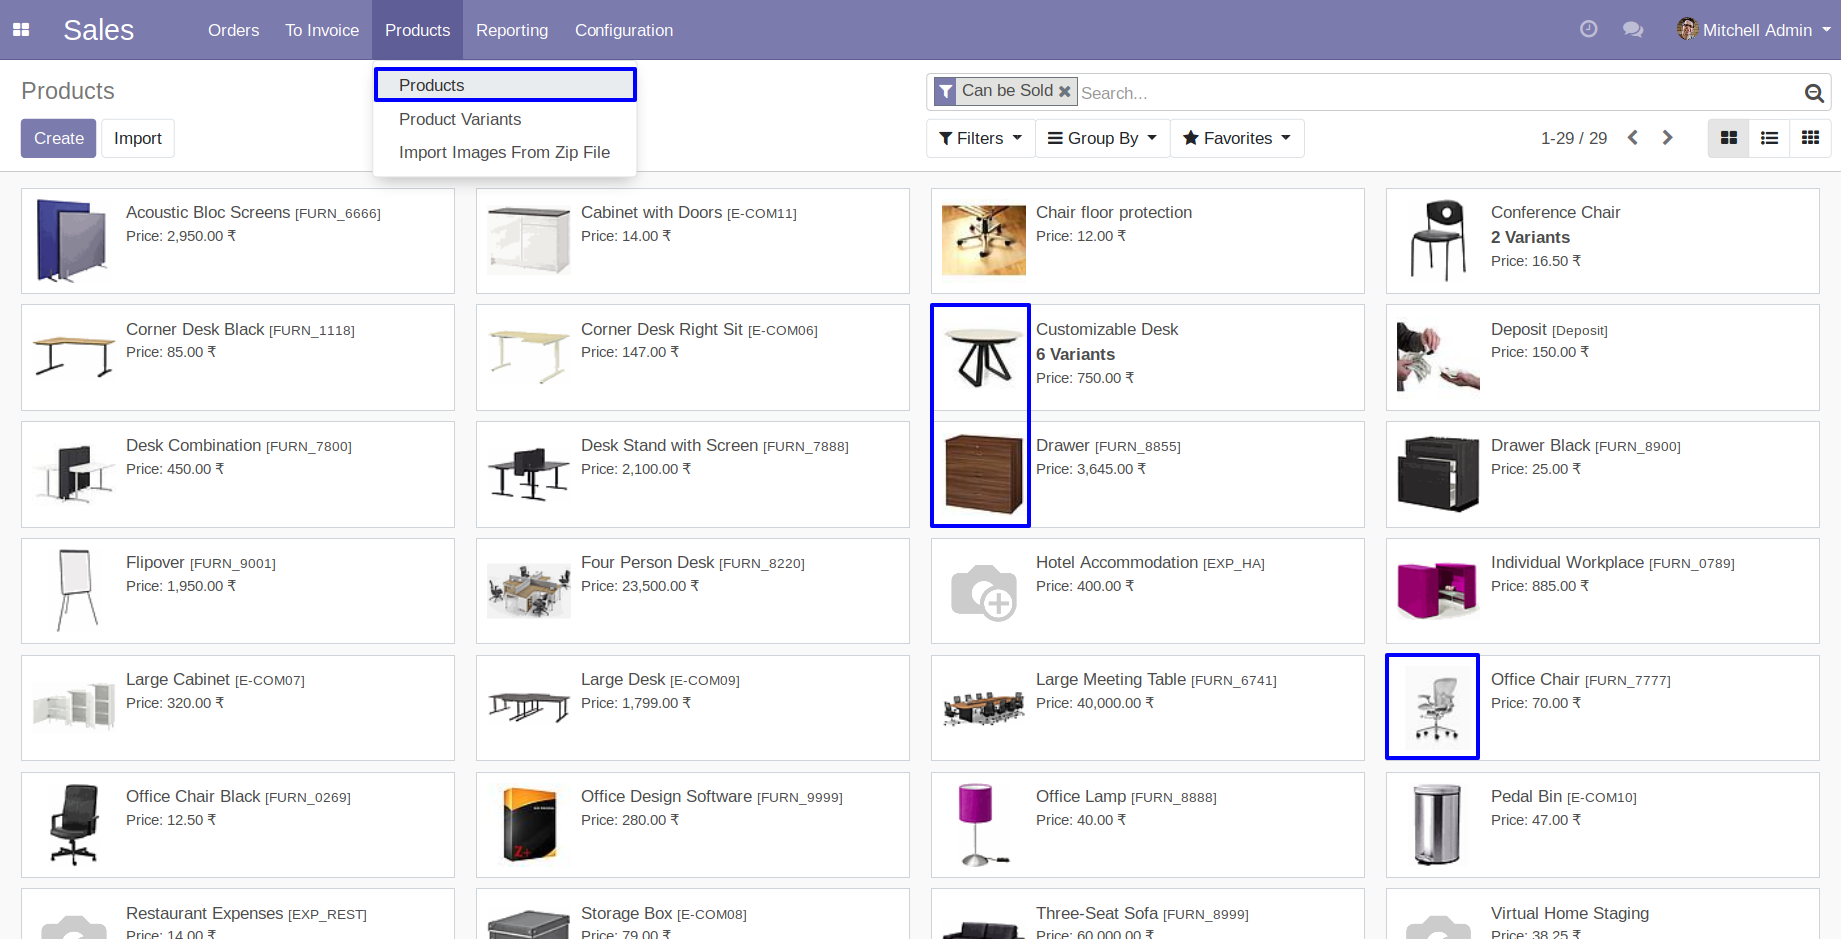 Sales
Orders To Invoice Products Reporting Configuration
Mitchell Admin
Products
Products
Product Variants
Import Images From Zip File
Can be Sold
Search...
Create Import
Filters Group By Favorites
1-29 / 29
Acoustic Bloc Screens [FURN_6666]
Price: 2,950.00 ₹
Cabinet with Doors [E-COM11]
Price: 14.00 ₹
Chair floor protection
Price: 12.00 ₹
Conference Chair
2 Variants
Price: 16.50 ₹
Corner Desk Black [FURN_1118]
Price: 85.00 ₹
Corner Desk Right Sit [E-COM06]
Price: 147.00 ₹
Customizable Desk
6 Variants
Price: 750.00 ₹
Deposit [Deposit]
Price: 150.00 ₹
Desk Combination [FURN_7800]
Price: 450.00 ₹
Desk Stand with Screen [FURN_7888]
Price: 2,100.00 ₹
Drawer [FURN_8855]
Price: 3,645.00 ₹
Drawer Black [FURN_8900]
Price: 25.00 ₹
Flipover [FURN_9001]
Price: 1,950.00 ₹
Four Person Desk [FURN_8220]
Price: 23,500.00 ₹
Hotel Accommodation [EXP_HA]
Price: 400.00 ₹
Individual Workplace [FURN_0789]
Price: 885.00 ₹
Large Cabinet [E-COM07]
Price: 320.00 ₹
Large Desk [E-COM09]
Price: 1,799.00 ₹
Large Meeting Table [FURN_6741]
Price: 40,000.00 ₹
Office Chair [FURN_7777]
Price: 70.00 ₹
Office Chair Black [FURN_0269]
Price: 12.50 ₹
Office Design Software [FURN_9999]
Price: 280.00 ₹
Z+
Office Lamp [FURN_8888]
Price: 40.00 ₹
Pedal Bin [E-COM10]
Price: 47.00 ₹
Restaurant Expenses [EXP_REST]
Price: 14.00 ₹
Storage Box [E-COM08]
Price: 79.00 ₹
Three-Seat Sofa [FURN_8999]
Price: 60,000.00 ₹
Virtual Home Staging
Price: 38.25 ₹